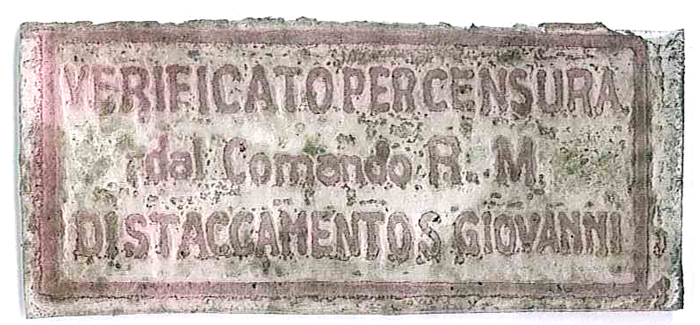 VERIFICATO PER CENSURA
dal Comando R. M.
DISTACCAMENTO S. GIOVANNI